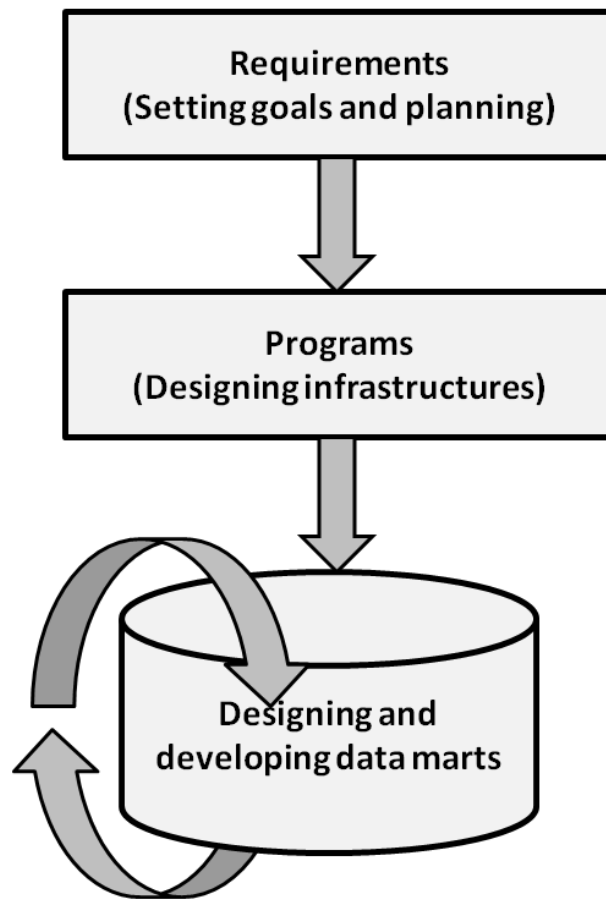 Requirements
(Setting goals and planning)
Programs
(Designing infrastructures)
Designing and
developing data marts